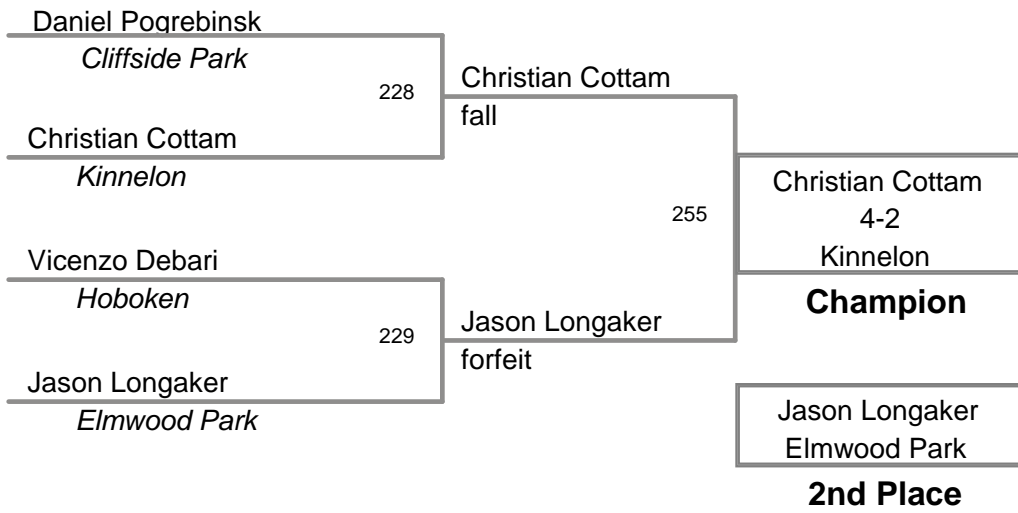 Daniel Pogrebinsk
Cliffside Park
228
Christian Cottam
Kinnelon
Christian Cottam
fall
Vicenzo Debari
Hoboken
229
Jason Longaker
Elmwood Park
Jason Longaker
forfeit
255
Christian Cottam
4-2
Kinnelon
Champion
Jason Longaker
Elmwood Park
2nd Place